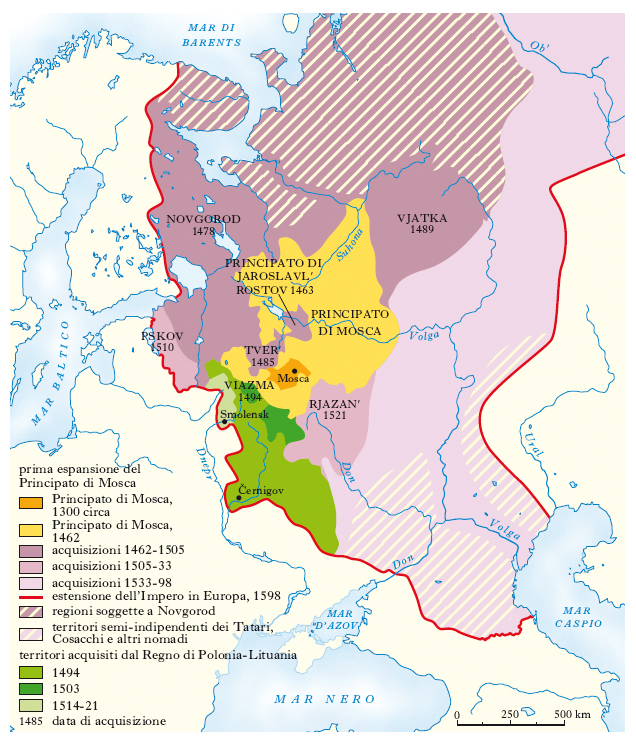 MAR DI
BARENTS
Ob'
NOVGOROD
1478
VJATKA
1489
Suhona
PRINCIPATO DI
JAROSLAVL'
ROSTOV 1463
PRINCIPATO
DI MOSCA
Volga
PSKOV
1510
TVER'
1485
Mosca
VIAZMA
1494
RJAZAN'
1521
Smolensk
MAR BALTICO
Ural
Dnepr
Don
Černigov
Volga
Don
MAR
D'AZOV
MAR
CASPIO
MAR NERO
prima espansione del
Principato di Mosca
Principato di Mosca,
1300 circa
Principato di Mosca,
1462
acquisizioni 1462-1505
acquisizioni 1505-33
acquisizioni 1533-98
estensione dell'Impero in Europa, 1598
regioni soggette a Novgorod
territori semi-indipendenti dei Tatari,
Cosacchi e altri nomadi
territori acquisiti dal Regno di Polonia-Lituania
1494
1503
1514-21
1485 data di acquisizione
0 250 500 km